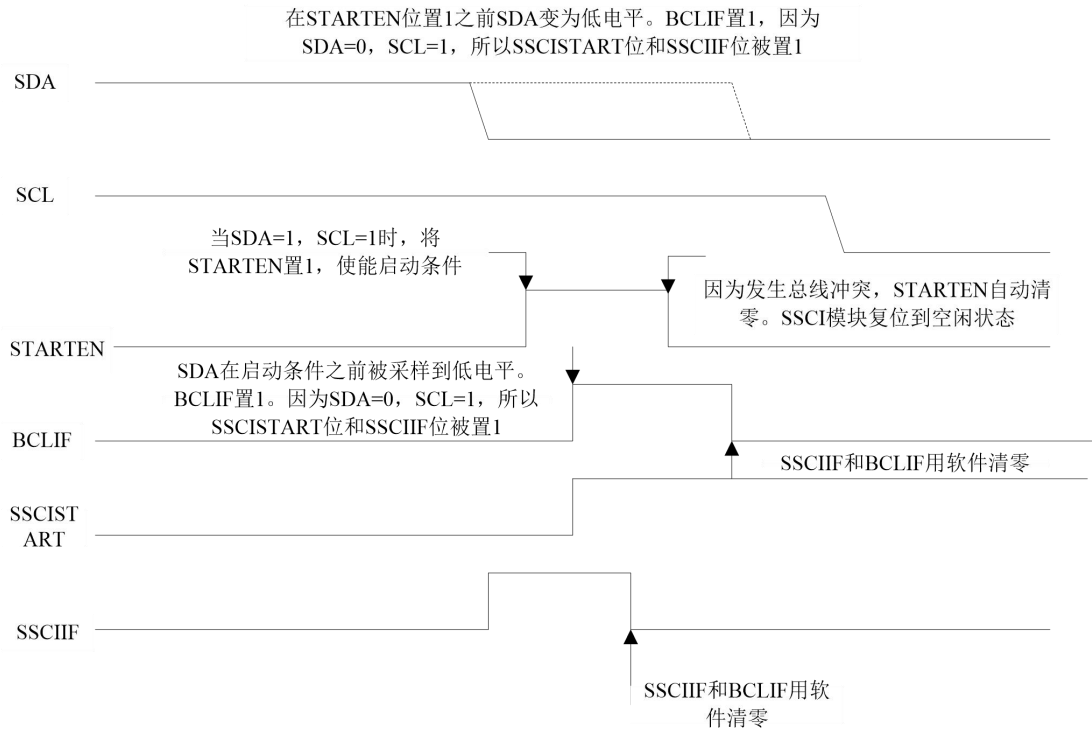 在STARTEN位置1之前SDA变为低电平。BCLIF置1，因为
SDA=0，SCL=1，所以SSCISTART位和SSCIIF位被置1
SDA
SCL
当SDA=1，SCL=1时，将
STARTEN置1，使能启动条件
因为发生总线冲突，STARTEN自动清
零。SSCI模块复位到空闲状态
STARTEN
SDA在启动条件之前被采样到低电平。
BCLIF置1。因为SDA=0，SCL=1，所以
SSCISTART位和SSCIIF位被置1
BCLIF
SSCIIF和BCLIF用软件清零
SSCIST
ART
SSCIIF
SSCIIF和BCLIF用软
件清零